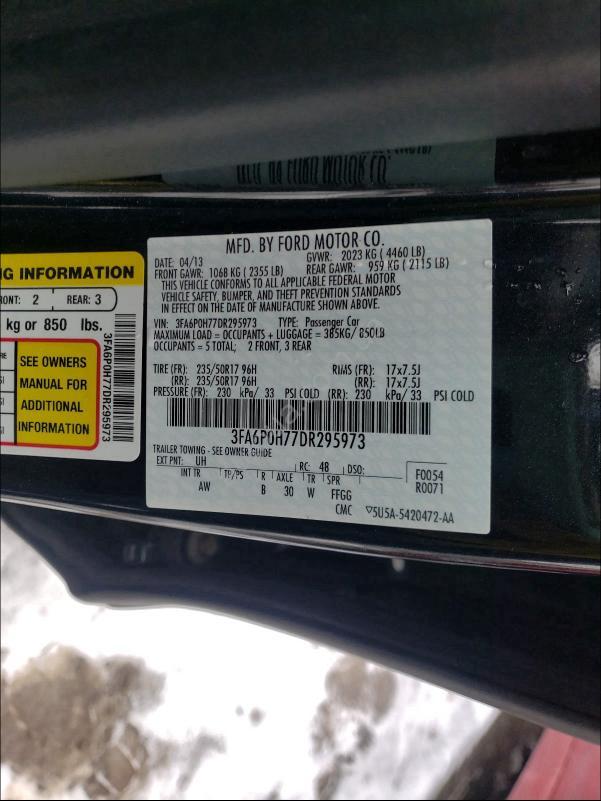 MFD. BY FORD MOTOR CO.
DATE: 04/13 GVWR: 2023 KG ( 4460 LB)
FRONT GAWR: 1068 KG ( 2355 LB) REAR GAWR: 959 KG ( 2115 LB)
THIS VEHICLE CONFORMS TO ALL APPLICABLE FEDERAL MOTOR
VEHICLE SAFETY, BUMPER, AND THEFT PREVENTION STANDARDS
IN EFFECT ON THE DATE OF MANUFACTURE SHOWN ABOVE.
VIN: 3FA6P0H77DR295973 TYPE: Passenger Car
MAXIMUM LOAD = OCCUPANTS + LUGGAGE = 385KG/850LB
OCCUPANTS = 5 TOTAL; 2 FRONT, 3 REAR
TIRE (FR): 235/50R17 96H RIMS (FR): 17x7.5J
(RR): 235/50R17 96H (RR): 17x7.5J
PRESSURE (FR): 230 kPa/ 33 PSI COLD (RR): 230 kPa/ 33 PSI COLD
3FA6P0H77DR295973
TRAILER TOWING - SEE OWNER GUIDE
EXT PNT: UH RC: 48 DSO: F0054
INT TR TP/PS R AXLE TR SPR R0071
AW B 30 W FFGG
CMC ▽5U5A-5420472-AA
NG INFORMATION
RONT: 2 REAR: 3
kg or 850 lbs.
SEE OWNERS
MANUAL FOR
ADDITIONAL
INFORMATION
3FA6P0H77DR295973